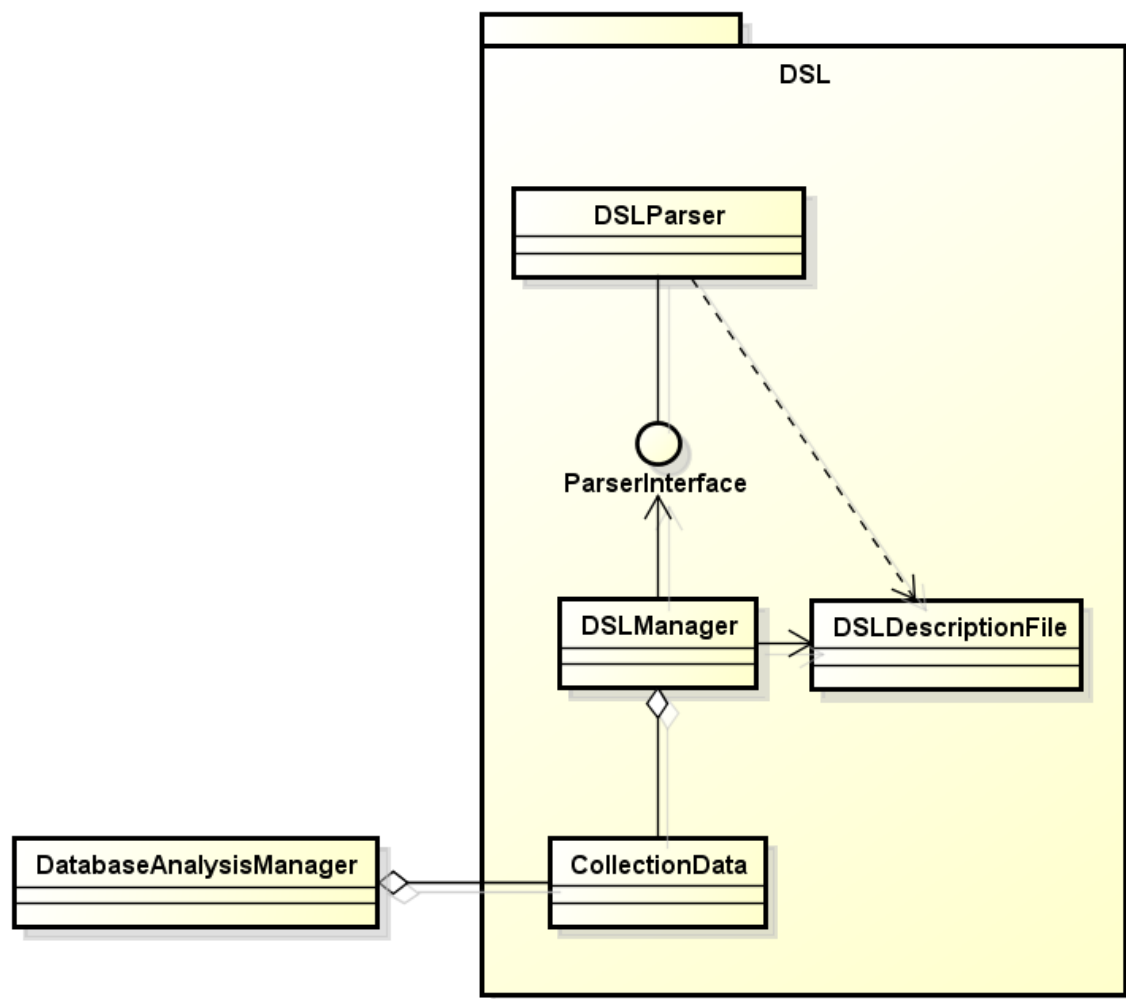 DSL
DSLParser
ParserInterface
DSLManager
DSLDescriptionFile
DatabaseAnalysisManager
CollectionData